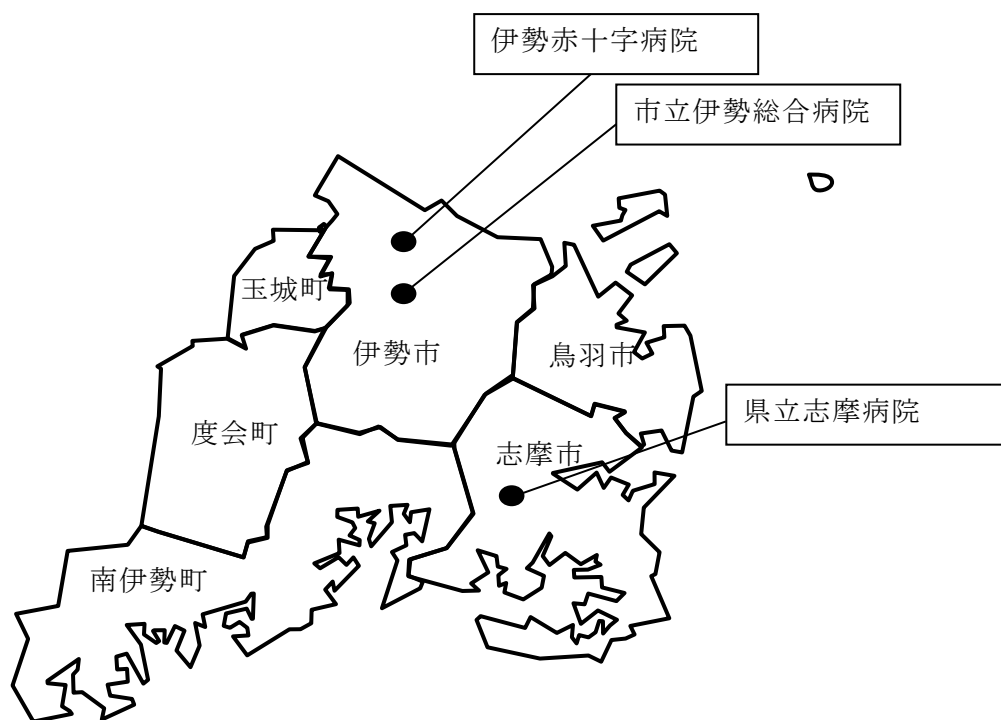 伊勢赤十字病院
市立伊勢総合病院
玉城町
伊勢市
鳥羽市
県立志摩病院
度会町
志摩市
南伊勢町